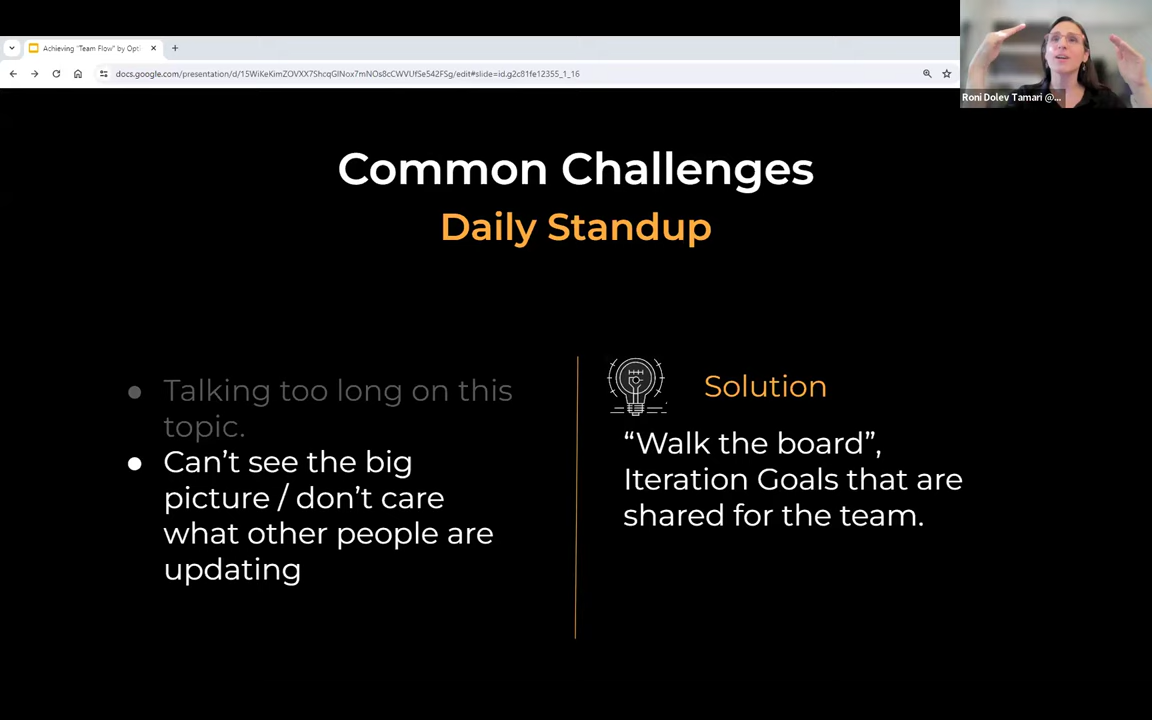 Achieving "Team Flow" by Opt
docs.google.com/presentation/d/15WiKeKimZOVXX7ShcqGlNox7mNOs8cCWVUfSe542FSg/edit#slide=id.g2c81fe12355_1_16
Roni Dolev Tamari @...
Common Challenges
Daily Standup
● Talking too long on this
topic.
● Can’t see the big
picture / don’t care
what other people are
updating
Solution
“Walk the board”,
Iteration Goals that are
shared for the team.